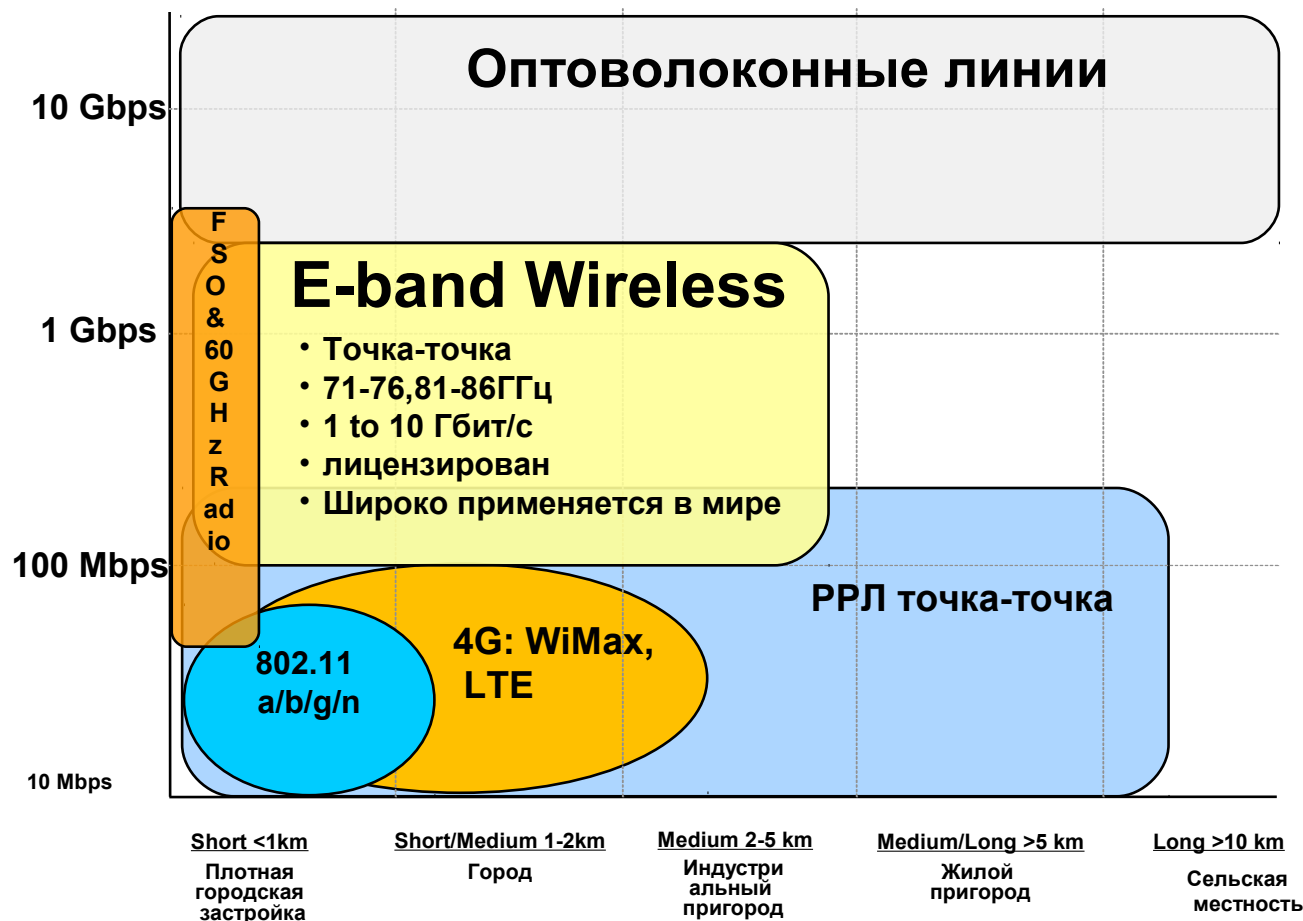 Оптоволоконные линии
10 Gbps
F
S
O
&
60
G
H
z
R
ad
io
E-band Wireless
1 Gbps
• Точка-точка
• 71-76,81-86ГГц
• 1 to 10 Гбит/с
• лицензирован
• Широко применяется в мире
100 Mbps
РРЛ точка-точка
4G: WiMax,
LTE
802.11
a/b/g/n
10 Mbps
Short <1km
Плотная
городская
застройка
Short/Medium 1-2km
Город
Medium 2-5 km
Индустри
альный
пригород
Medium/Long >5 km
Жилой
пригород
Long >10 km
Сельская
местность